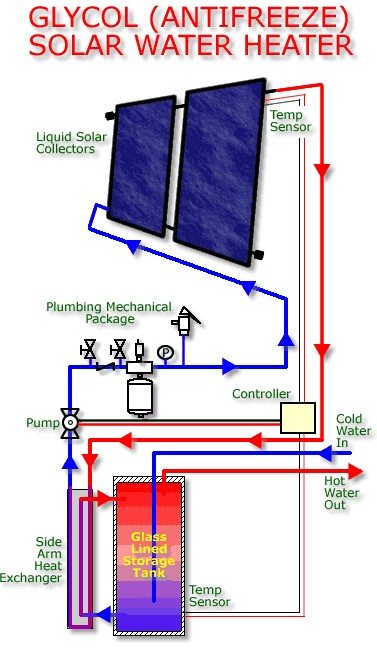 GLYCOL (ANTIFREEZE)
SOLAR WATER HEATER
Liquid Solar
Collectors
Temp
Sensor
Plumbing Mechanical
Package
P
Controller
Pump
Cold
Water
In
Hot
Water
Out
Side
Arm
Heat
Exchanger
Glass
Lined
Storage
Tank
Temp
Sensor